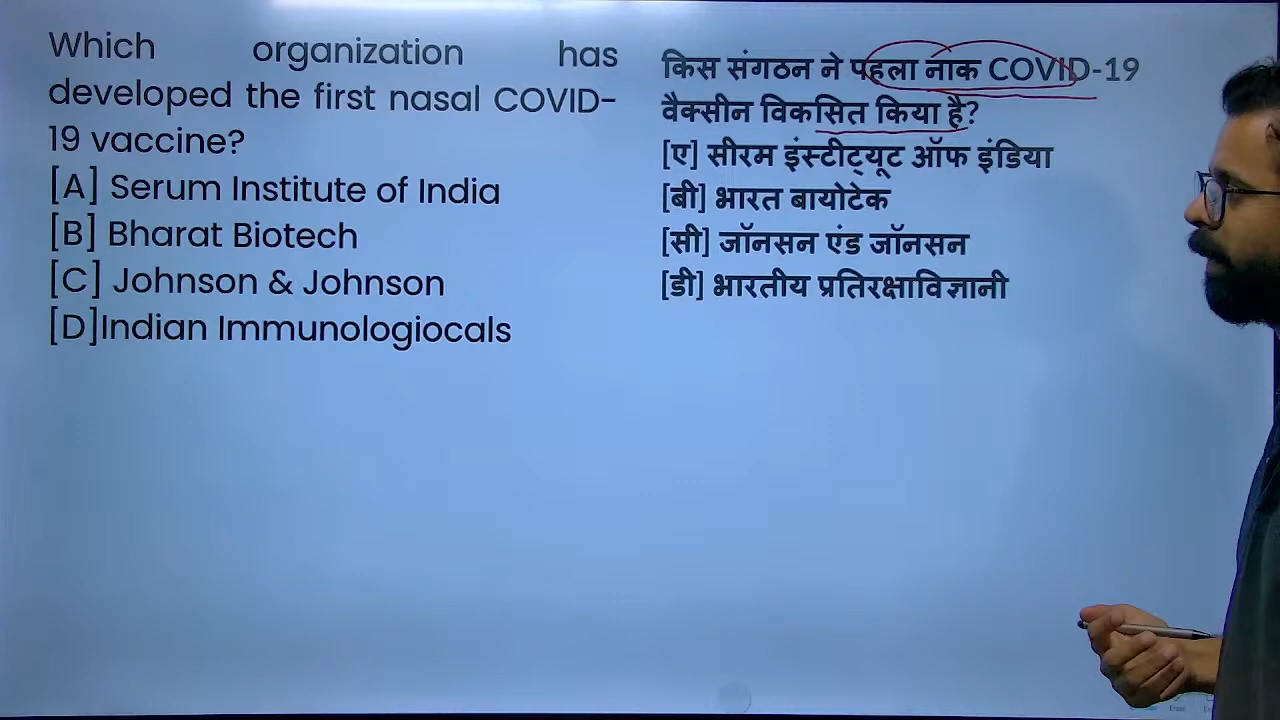 Which organization has
developed the first nasal COVID-
19 vaccine?
[A] Serum Institute of India
[B] Bharat Biotech
[C] Johnson & Johnson
[D]Indian Immunologiocals
किस संगठन ने पहला नाक COVID-19
वैक्सीन विकसित किया है?
[ए] सीरम इंस्टीट्यूट ऑफ इंडिया
[बी] भारत बायोटेक
[सी] जॉनसन एंड जॉनसन
[डी] भारतीय प्रतिरक्षाविज्ञानी